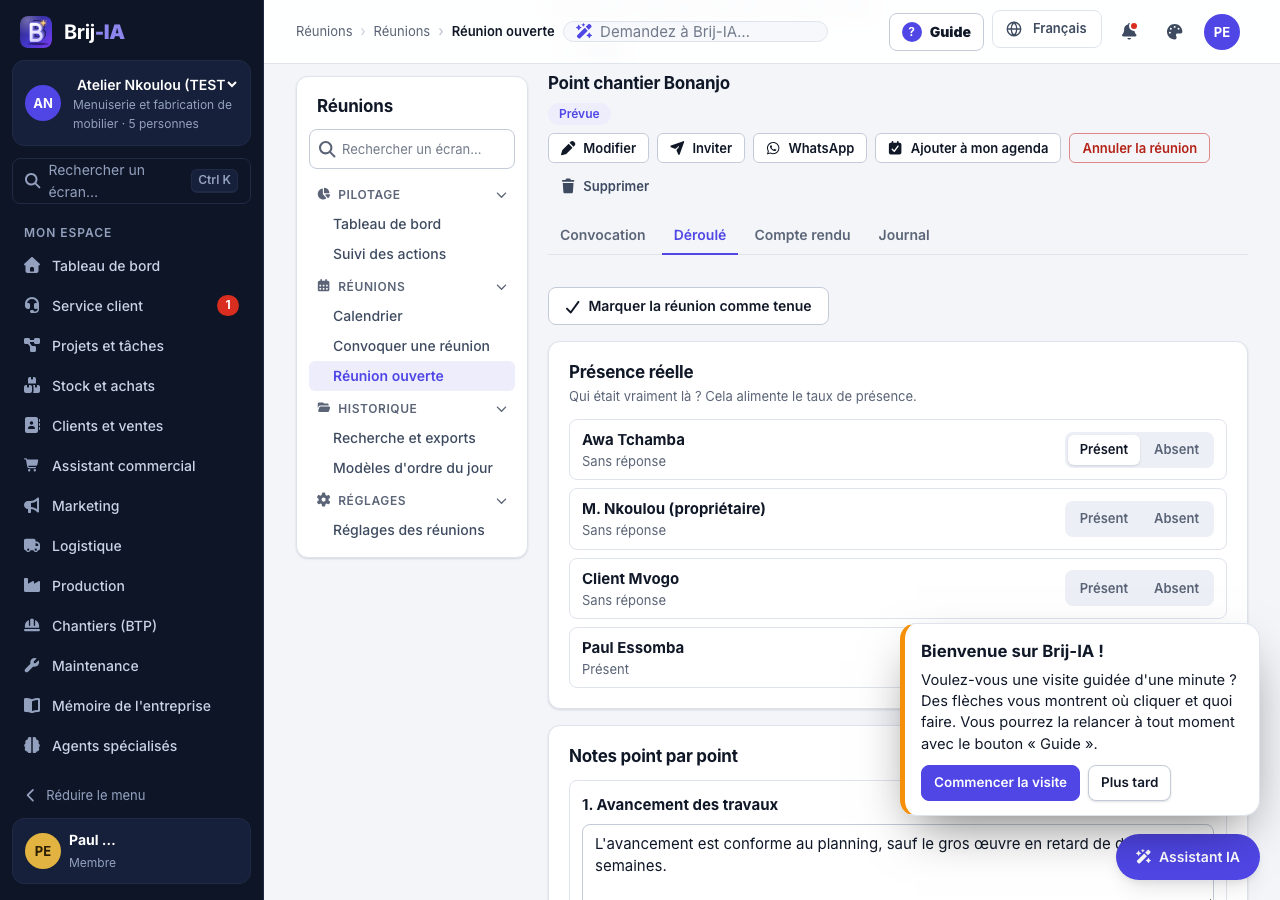 Brij-IA
AN
Atelier Nkoulou (TEST
Menuiserie et fabrication de
mobilier · 5 personnes
Rechercher un
écran...
Ctrl K
MON ESPACE
Tableau de bord
Service client
1
Projets et tâches
Stock et achats
Clients et ventes
Assistant commercial
Marketing
Logistique
Production
Chantiers (BTP)
Maintenance
Mémoire de l'entreprise
Agents spécialisés
Réduire le menu
PE
Paul ...
Membre
Réunions › Réunions › Réunion ouverte
Demandez à Brij-IA...
? Guide
Français
PE
Réunions
Rechercher un écran...
PILOTAGE
Tableau de bord
Suivi des actions
RÉUNIONS
Calendrier
Convoquer une réunion
Réunion ouverte
HISTORIQUE
Recherche et exports
Modèles d'ordre du jour
RÉGLAGES
Réglages des réunions
Point chantier Bonanjo
Prévue
Modifier
Inviter
WhatsApp
Ajouter à mon agenda
Annuler la réunion
Supprimer
Convocation
Déroulé
Compte rendu
Journal
Marquer la réunion comme tenue
Présence réelle
Qui était vraiment là ? Cela alimente le taux de présence.
Awa Tchamba
Sans réponse
Présent
Absent
M. Nkoulou (propriétaire)
Sans réponse
Présent
Absent
Client Mvogo
Sans réponse
Présent
Absent
Paul Essomba
Présent
Notes point par point
1. Avancement des travaux
L'avancement est conforme au planning, sauf le gros œuvre en retard de
semaines.
Bienvenue sur Brij-IA !
Voulez-vous une visite guidée d'une minute ?
Des flèches vous montrent où cliquer et quoi
faire. Vous pourrez la relancer à tout moment
avec le bouton « Guide ».
Commencer la visite
Plus tard
Assistant IA